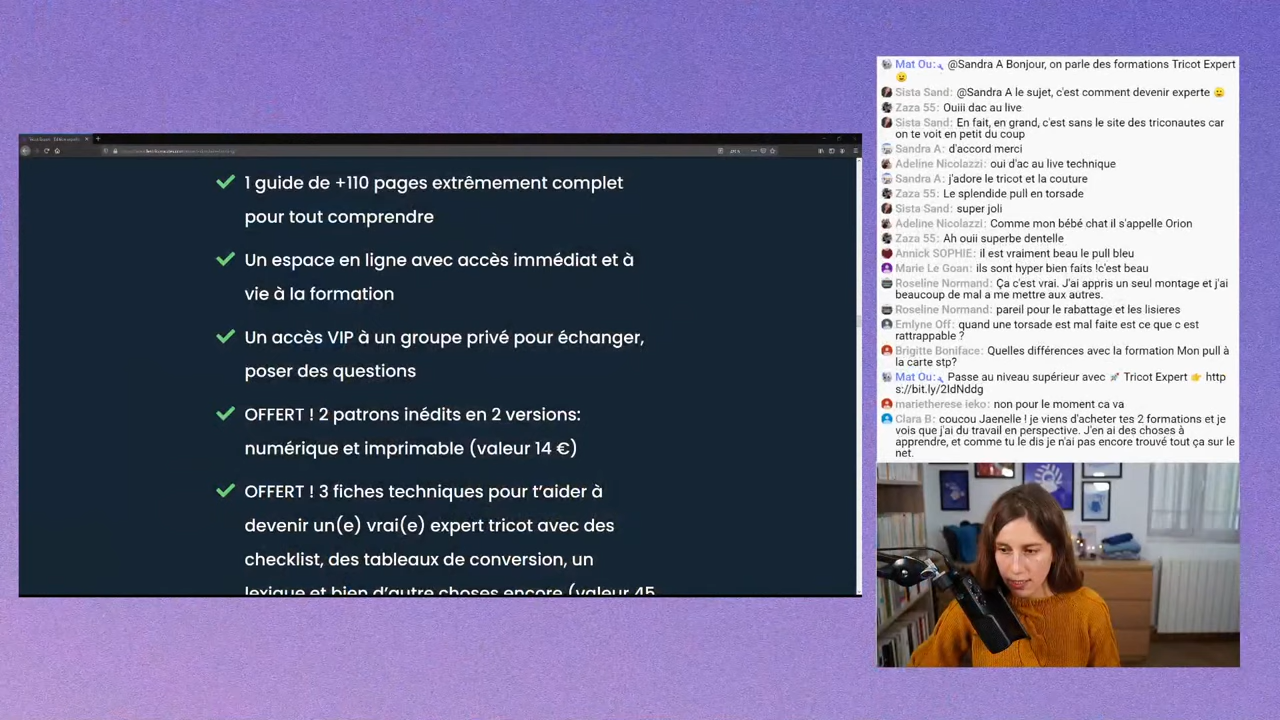 1 guide de +110 pages extrêmement complet
pour tout comprendre
Un espace en ligne avec accès immédiat et à
vie à la formation
Un accès VIP à un groupe privé pour échanger,
poser des questions
OFFERT ! 2 patrons inédits en 2 versions:
numérique et imprimable (valeur 14 €)
OFFERT ! 3 fiches techniques pour t’aider à
devenir un(e) vrai(e) expert tricot avec des
checklist, des tableaux de conversion, un
lexique et bien d’autre choses encore (valeur 45
Mat Ou: @Sandra A Bonjour, on parle des formations Tricot Expert
Sista Sand: @Sandra A le sujet, c'est comment devenir experte
Zaza 55: Ouiii dac au live
Sista Sand: En fait, en grand, c'est sans le site des triconautes car
on te voit en petit du coup
Sandra A: d'accord merci
Adeline Nicolazzi: oui d'ac au live technique
Sandra A: j'adore le tricot et la couture
Zaza 55: Le splendide pull en torsade
Sista Sand: super joli
Adeline Nicolazzi: Comme mon bébé chat il s'appelle Orion
Zaza 55: Ah ouii superbe dentelle
Annick SOPHIE: il est vraiment beau le pull bleu
Marie Le Goan: ils sont hyper bien faits !c'est beau
Roseline Normand: Ça c'est vrai. J'ai appris un seul montage et j'ai
beaucoup de mal a me mettre aux autres.
Roseline Normand: pareil pour le rabattage et les lisieres
Emlyne Off: quand une torsade est mal faite est ce que c est
rattrappable ?
Brigitte Boniface: Quelles différences avec la formation Mon pull à
la carte stp?
Mat Ou: Passe au niveau supérieur avec 🚀 Tricot Expert 👉 http
s://bit.ly/2IdNddg
marietherese ieko: non pour le moment ca va
Clara B: coucou Jaenelle ! je viens d'acheter tes 2 formations et je
vois que j'ai du travail en perspective. J'en ai des choses à
apprendre, et comme tu le dis je n'ai pas encore trouvé tout ça sur le
net.